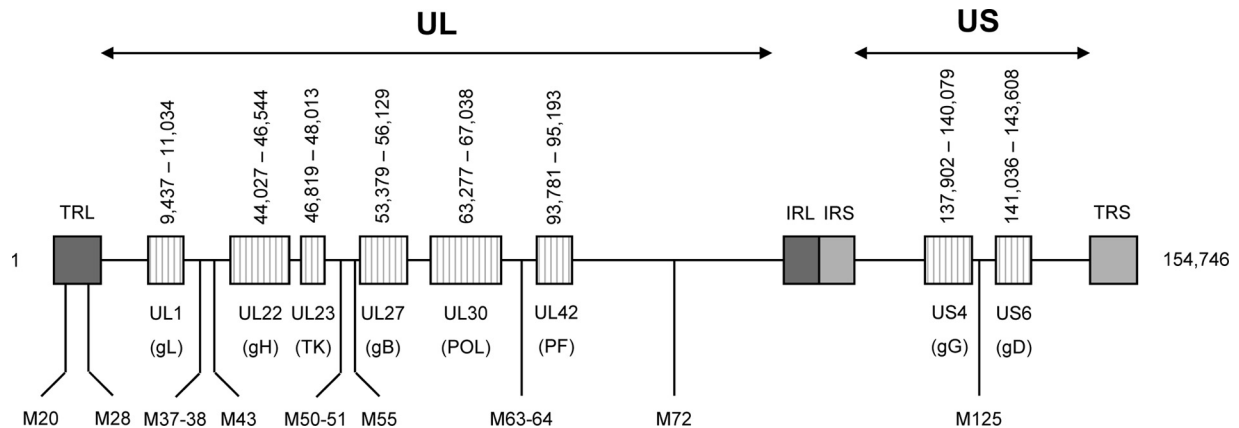 UL
US
9,437 – 11,034
44,027 – 46,544
46,819 – 48,013
53,379 – 56,129
63,277 – 67,038
93,781 – 95,193
137,902 – 140,079
141,036 – 143,608
TRL
IRL
IRS
TRS
1
154,746
UL1
(gL)
UL22
(gH)
UL23
(TK)
UL27
(gB)
UL30
(POL)
UL42
(PF)
US4
(gG)
US6
(gD)
M20
M28
M37-38
M43
M50-51
M55
M63-64
M72
M125